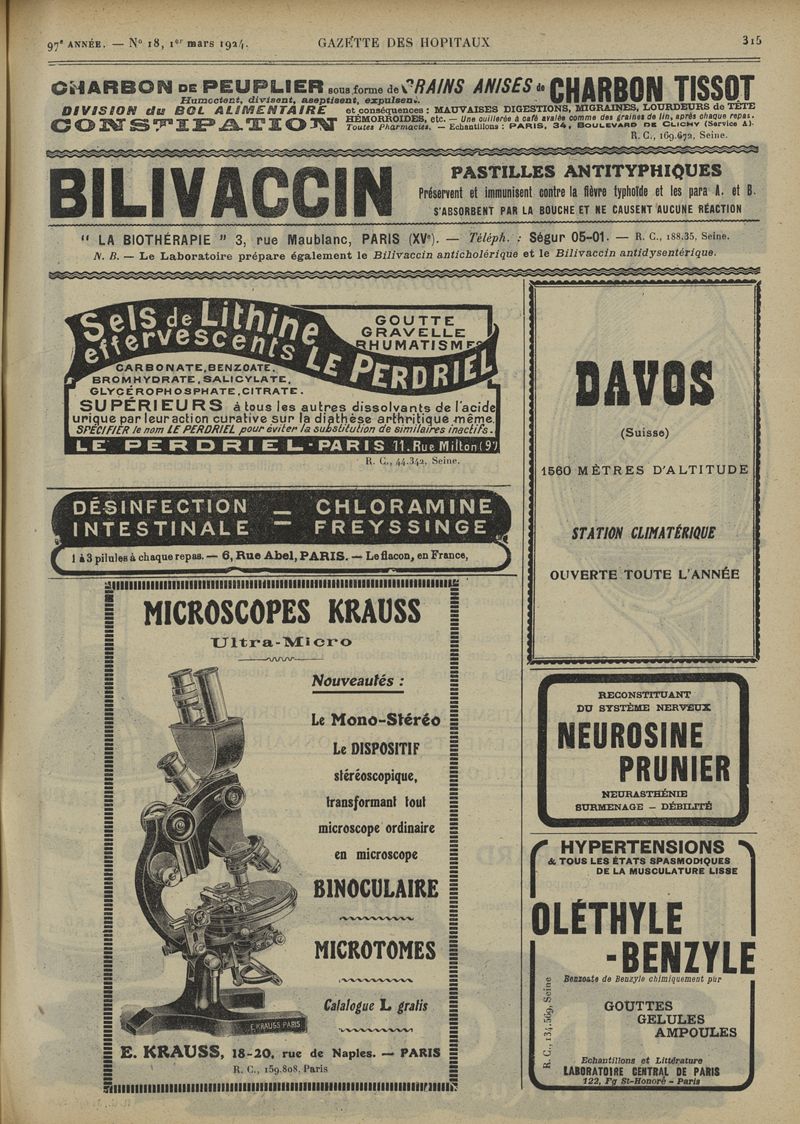 97e ANNÉE. — No 18, 1er mars 1924.
GAZETTE DES HOPITAUX
315
CHARBON DE PEUPLIER sous forme de GRAINS ANISÉS de CHARBON TISSOT
Humectent, divisent, aseptisent, expulsent.
DIVISION du BOL ALIMENTAIRE et conséquences : MAUVAISES DIGESTIONS, MIGRAINES, LOURDEURS de TÊTE
CONSTIPATION HÉMORROIDES, etc. — Une cuillerée à café avalée comme des graines de lin, après chaque repas.
Toutes Pharmacies. — Echantillons : PARIS, 34, BOULEVARD DE CLICHY (Service A).
R. C., 169.672, Seine.
BILIVACCIN
PASTILLES ANTITYPHIQUES
Préservent et immunisent contre la fièvre typhoïde et les para A. et B.
S'ABSORBENT PAR LA BOUCHE ET NE CAUSENT AUCUNE RÉACTION
" LA BIOTHÉRAPIE " 3, rue Maublanc, PARIS (XVe). — Téléph. : Ségur 05-01. — R. C., 188.35, Seine.
N. B. — Le Laboratoire prépare également le Bilivaccin anticholérique et le Bilivaccin antidysentérique.
Sels de Lithine
effervescents LE PERDRIEL
GOUTTE
GRAVELLE
RHUMATISMES
CARBONATE, BENZOATE.
BROMHYDRATE, SALICYLATE,
GLYCÉROPHOSPHATE, CITRATE.
SUPÉRIEURS à tous les autres dissolvants de l'acide
urique par leur action curative sur la diathèse arthritique même.
SPÉCIFIER le nom LE PERDRIEL pour éviter la substitution de similaires inactifs.
LE PERDRIEL-PARIS 11. Rue Milton (9e)
R. C., 44.342, Seine.
DÉSINFECTION = CHLORAMINE
INTESTINALE = FREYSSINGE
1 à 3 pilules à chaque repas. — 6, Rue Abel, PARIS. — Le flacon, en France,
MICROSCOPES KRAUSS
Ultra-Micro
Nouveautés :
Le Mono-Stéréo
Le DISPOSITIF
stéréoscopique,
transformant tout
microscope ordinaire
en microscope
BINOCULAIRE
MICROTOMES
Catalogue L gratis
E. KRAUSS PARIS
E. KRAUSS, 18-20, rue de Naples. — PARIS
R. C., 159.808, Paris
DAVOS
(Suisse)
1560 MÈTRES D'ALTITUDE
STATION CLIMATÉRIQUE
OUVERTE TOUTE L'ANNÉE
RECONSTITUANT
DU SYSTÈME NERVEUX
NEUROSINE
PRUNIER
NEURASTHÉNIE
SURMENAGE — DÉBILITÉ
HYPERTENSIONS
& TOUS LES ÉTATS SPASMODIQUES
DE LA MUSCULATURE LISSE
OLÉTHYLE
-BENZYLE
Benzoate de Benzyle chimiquement pur
GOUTTES
GELULES
AMPOULES
R. C., 134.569, Seine
Echantillons et Littérature
LABORATOIRE CENTRAL DE PARIS
122, Fg St-Honoré - Paris